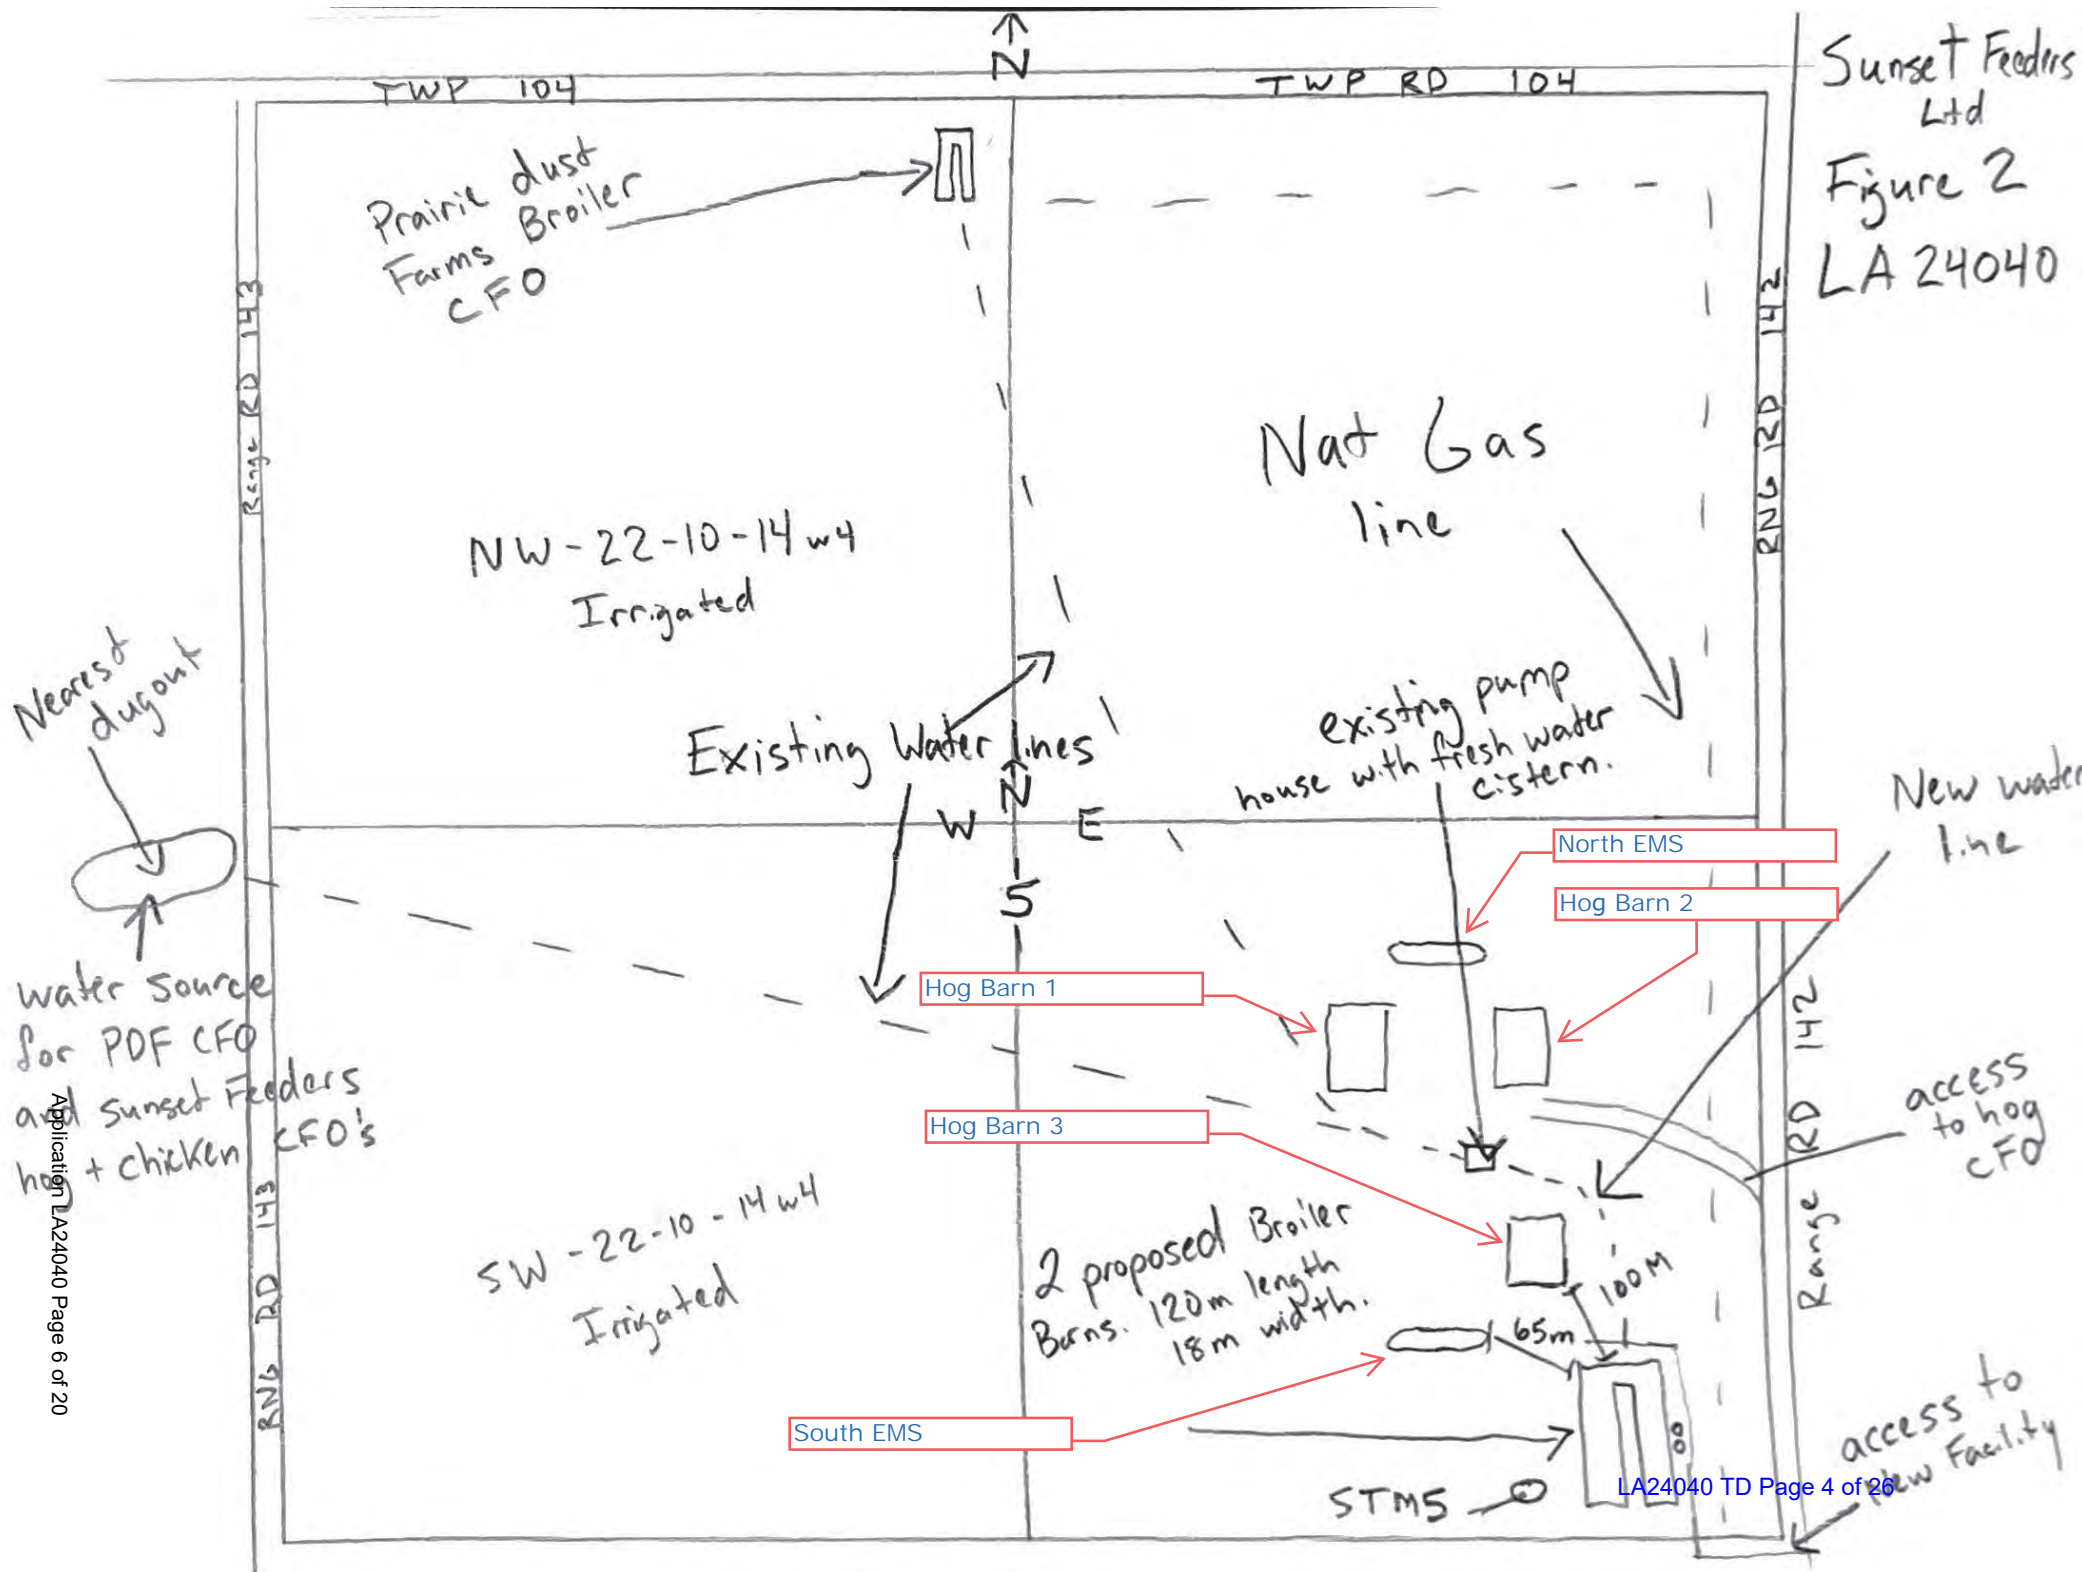 N
Sunset Feeders
Ltd
Figure 2
LA 24040
TWP 104
TWP RD 104
Prairie dust
Farms Broiler
CFO
Range RD 143
RNG RD 142
Nat Gas
line
NW-22-10-14w4
Irrigated
Nearest
dugout
Existing Water lines
existing pump
house with fresh water
cistern.
New water
line
N
W E
S
North EMS
Hog Barn 2
Hog Barn 1
Hog Barn 3
water source
for PDF CFO
and sunset Feeders
hog + chicken CFO's
Range RD 142
access
to hog
CFO
RNG RD 143
SW-22-10-14w4
Irrigated
2 proposed Broiler
Barns. 120m length
18m width.
100M
65m
South EMS
STM5
access to
New Facility
LA24040 TD Page 4 of 26
Application LA24040 Page 6 of 20